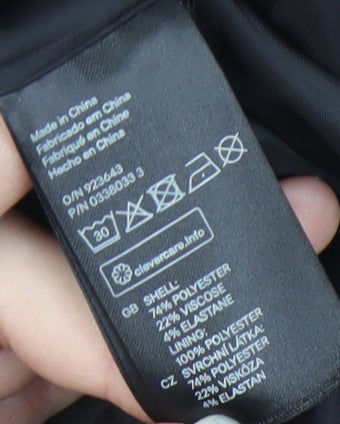 Made in China
Fabricado em China
Fabriqué en Chine
Hecho en China
O/N 923643
P/N 0338033 3
30
clevercare.info
GB SHELL:
74% POLYESTER
22% VISCOSE
4% ELASTANE
LINING:
100% POLYESTER
CZ SVRCHNÍ LÁTKA:
74% POLYESTER
22% VISKÓZA
4% ELASTAN